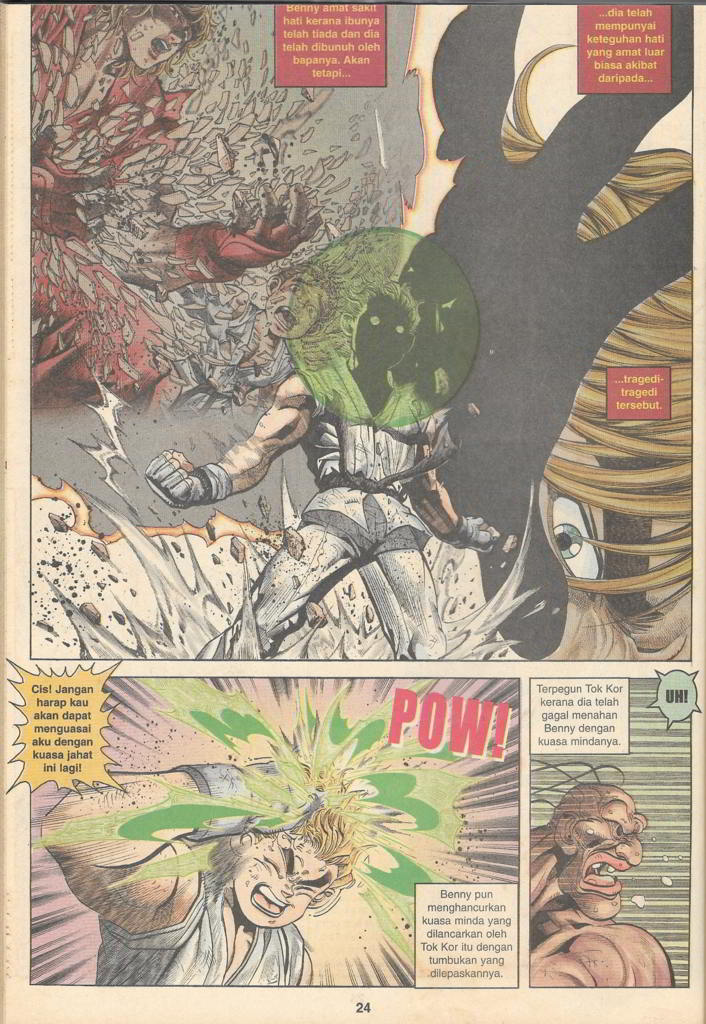 Benny amat sakit
hati kerana ibunya
telah tiada dan dia
telah dibunuh oleh
bapanya. Akan
tetapi...
...dia telah
mempunyai
keteguhan hati
yang amat luar
biasa akibat
daripada...
...tragedi-
tragedi
tersebut.
Cis! Jangan
harap kau
akan dapat
menguasai
aku dengan
kuasa jahat
ini lagi!
POW!
Benny pun
menghancurkan
kuasa minda yang
dilancarkan oleh
Tok Kor itu dengan
tumbukan yang
dilepaskannya.
Terpegun Tok Kor
kerana dia telah
gagal menahan
Benny dengan
kuasa mindanya.
UH!
24